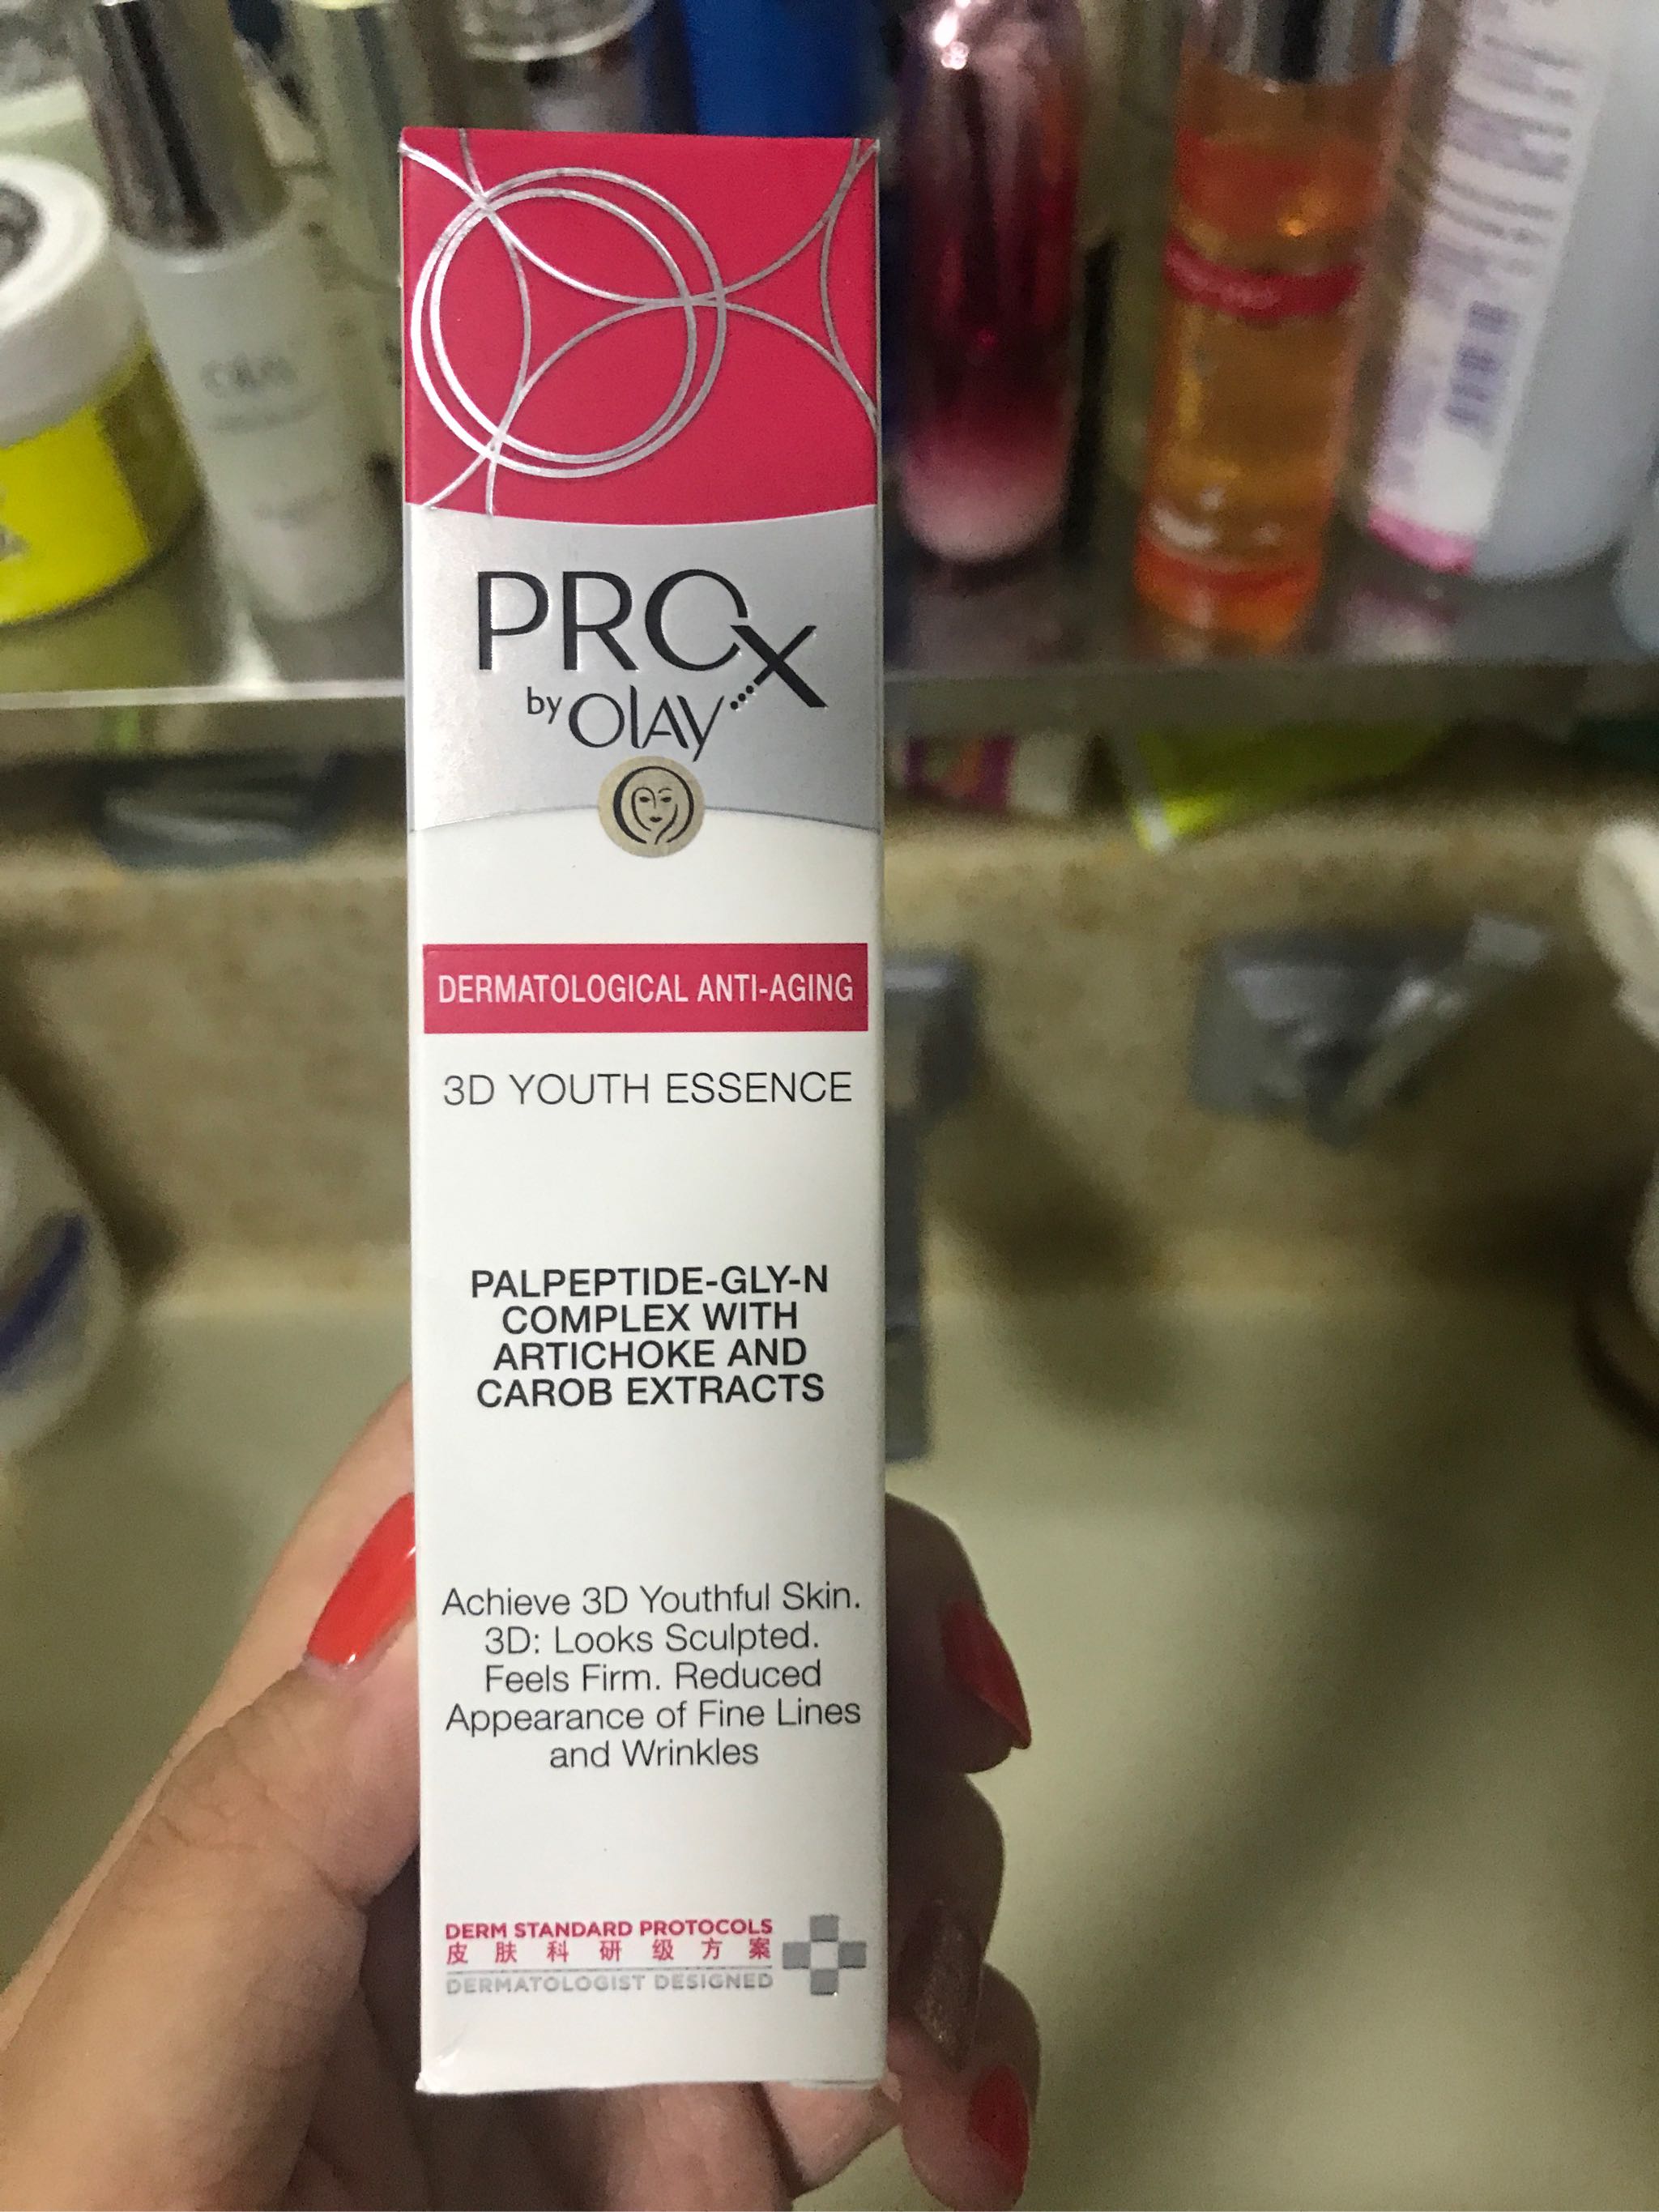 PROX
by OLAY
DERMATOLOGICAL ANTI-AGING
3D YOUTH ESSENCE
PALPEPTIDE-GLY-N
COMPLEX WITH
ARTICHOKE AND
CAROB EXTRACTS
Achieve 3D Youthful Skin.
3D: Looks Sculpted.
Feels Firm. Reduced
Appearance of Fine Lines
and Wrinkles
DERM STANDARD PROTOCOLS
皮肤科研级方案
DERMATOLOGIST DESIGNED